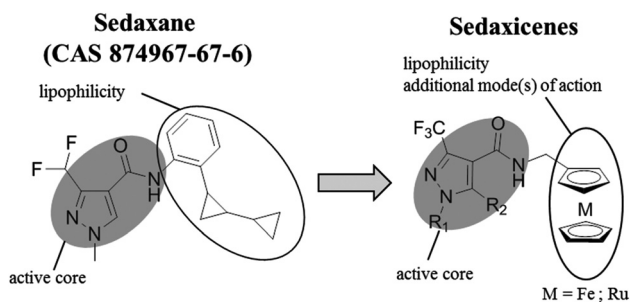 Sedaxane
(CAS 874967-67-6)
lipophilicity
F
F
O
N
H
N
N
active core
Sedaxicenes
lipophilicity
additional mode(s) of action
F3C
O
N
H
N
N
R1
R2
M
active core
M = Fe ; Ru